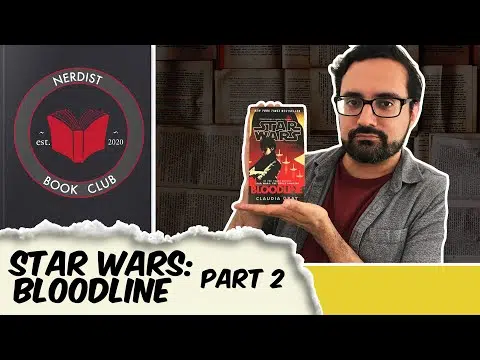 NERDIST
est. 2020
BOOK CLUB
STAR
WARS
BLOODLINE
CLAUDIA GRAY
STAR WARS:
BLOODLINE
PART 2